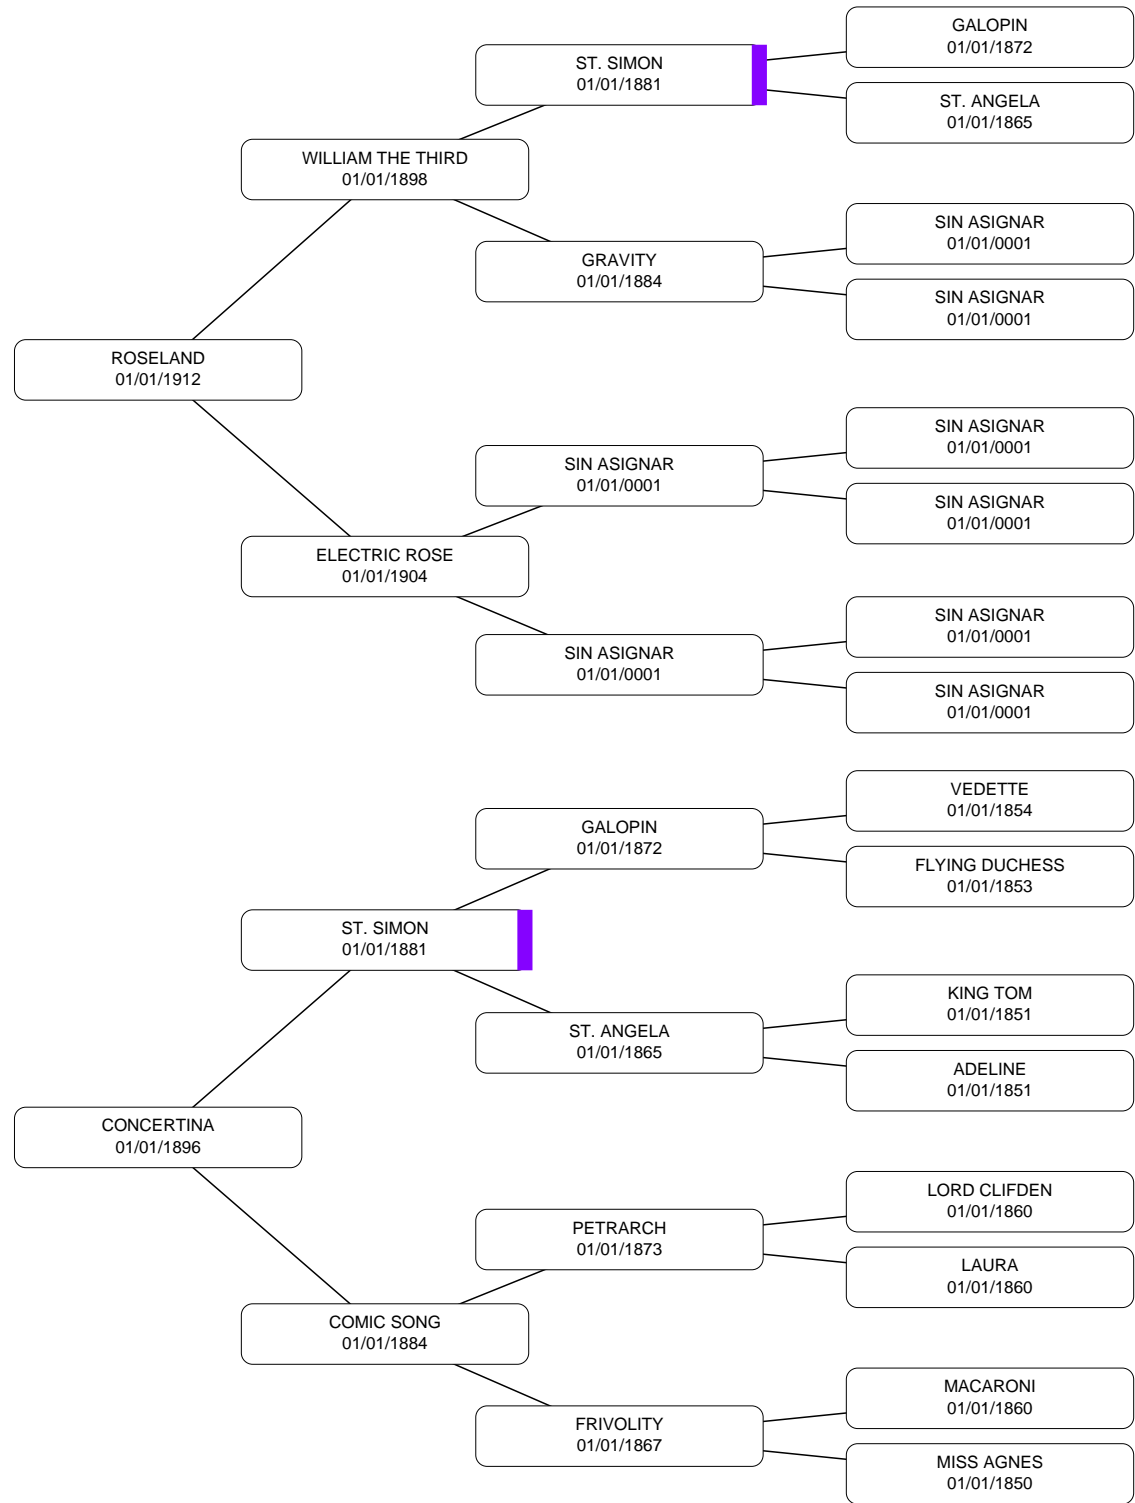 GALOPIN
01/01/1872
ST. SIMON
01/01/1881
ST. ANGELA
01/01/1865
WILLIAM THE THIRD
01/01/1898
SIN ASIGNAR
01/01/0001
GRAVITY
01/01/1884
SIN ASIGNAR
01/01/0001
ROSELAND
01/01/1912
SIN ASIGNAR
01/01/0001
SIN ASIGNAR
01/01/0001
SIN ASIGNAR
01/01/0001
ELECTRIC ROSE
01/01/1904
SIN ASIGNAR
01/01/0001
SIN ASIGNAR
01/01/0001
SIN ASIGNAR
01/01/0001
VEDETTE
01/01/1854
GALOPIN
01/01/1872
FLYING DUCHESS
01/01/1853
ST. SIMON
01/01/1881
KING TOM
01/01/1851
ST. ANGELA
01/01/1865
ADELINE
01/01/1851
CONCERTINA
01/01/1896
LORD CLIFDEN
01/01/1860
PETRARCH
01/01/1873
LAURA
01/01/1860
COMIC SONG
01/01/1884
MACARONI
01/01/1860
FRIVOLITY
01/01/1867
MISS AGNES
01/01/1850